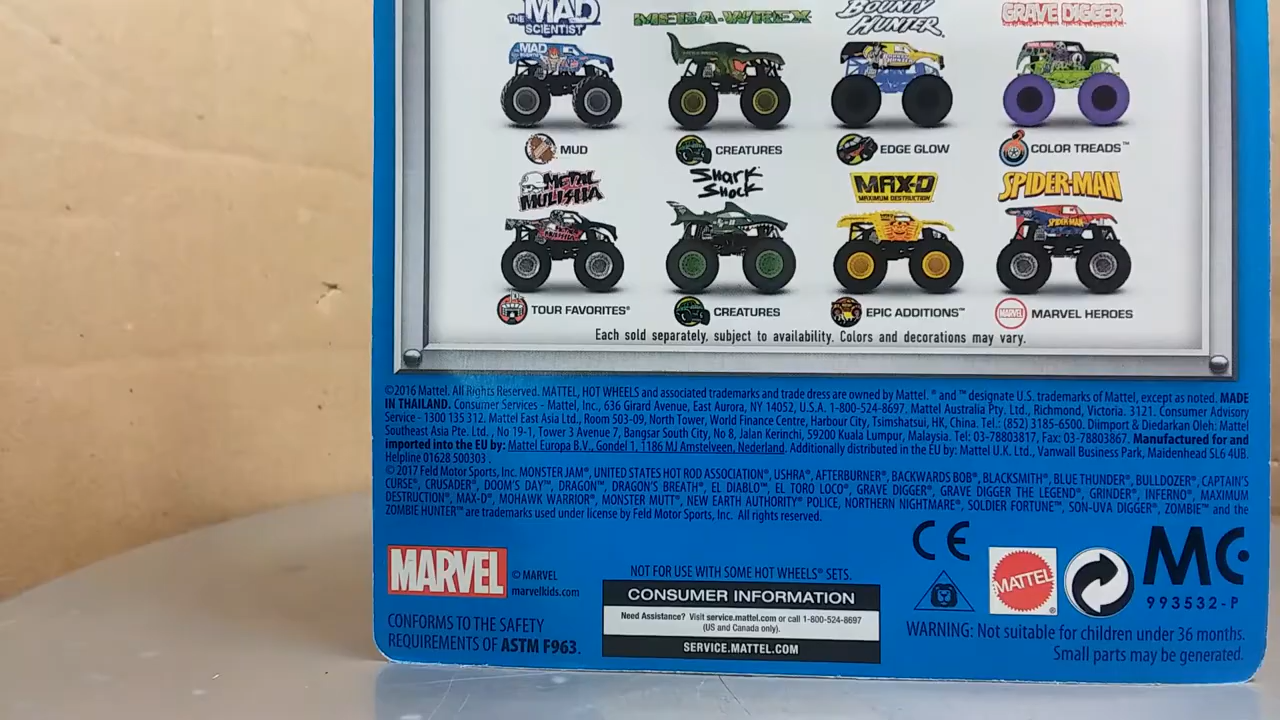 THE MAD SCIENTIST
MEGA-WREX
BOUNTY HUNTER
GRAVE DIGGER
MUD
CREATURES
EDGE GLOW
COLOR TREADS™
METAL MULISHA
Shark Shock
MAX-D
MAXIMUM DESTRUCTION
SPIDER-MAN
TOUR FAVORITES®
CREATURES
EPIC ADDITIONS™
MARVEL
MARVEL HEROES
Each sold separately, subject to availability. Colors and decorations may vary.
©2016 Mattel. All Rights Reserved. MATTEL, HOT WHEELS and associated trademarks and trade dress are owned by Mattel. ® and ™ designate U.S. trademarks of Mattel, except as noted. MADE
IN THAILAND. Consumer Services - Mattel, Inc., 636 Girard Avenue, East Aurora, NY 14052, U.S.A. 1-800-524-8697. Mattel Australia Pty. Ltd., Richmond, Victoria. 3121. Consumer Advisory
Service - 1300 135 312. Mattel East Asia Ltd., Room 503-09, North Tower, World Finance Centre, Harbour City, Tsimshatsui, HK, China. Tel.: (852) 3185-6500. Diimport & Diedarkan Oleh: Mattel
Southeast Asia Pte. Ltd. , No 19-1, Tower 3 Avenue 7, Bangsar South City, No 8, Jalan Kerinchi, 59200 Kuala Lumpur, Malaysia. Tel: 03-78803817, Fax: 03-78803867. Manufactured for and
imported into the EU by: Mattel Europa B.V., Gondel 1, 1186 MJ Amstelveen, Nederland. Additionally distributed in the EU by: Mattel U.K. Ltd., Vanwall Business Park, Maidenhead SL6 4UB.
Helpline 01628 500303.
© 2017 Feld Motor Sports, Inc. MONSTER JAM®, UNITED STATES HOT ROD ASSOCIATION®, USHRA®, AFTERBURNER®, BACKWARDS BOB®, BLACKSMITH®, BLUE THUNDER®, BULLDOZER®, CAPTAIN'S
CURSE®, CRUSADER®, DOOM'S DAY™, DRAGON™, DRAGON'S BREATH®, EL DIABLO™, EL TORO LOCO®, GRAVE DIGGER®, GRAVE DIGGER THE LEGEND®, GRINDER®, INFERNO®, MAXIMUM
DESTRUCTION®, MAX-D®, MOHAWK WARRIOR®, MONSTER MUTT®, NEW EARTH AUTHORITY® POLICE, NORTHERN NIGHTMARE®, SOLDIER FORTUNE™, SON-UVA DIGGER®, ZOMBIE™ and the
ZOMBIE HUNTER™ are trademarks used under license by Feld Motor Sports, Inc. All rights reserved.
MARVEL
© MARVEL
marvelkids.com
NOT FOR USE WITH SOME HOT WHEELS® SETS.
CONSUMER INFORMATION
Need Assistance? Visit service.mattel.com or call 1-800-524-8697
(US and Canada only).
SERVICE.MATTEL.COM
CONFORMS TO THE SAFETY
REQUIREMENTS OF ASTM F963.
CE
MATTEL®
MC
993532-P
WARNING: Not suitable for children under 36 months.
Small parts may be generated.